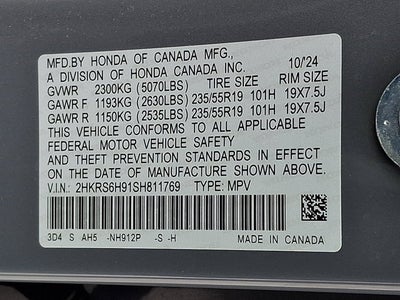 MFD.BY HONDA OF CANADA MFG., 10/'24
A DIVISION OF HONDA CANADA INC.
GVWR 2300KG (5070LBS) TIRE SIZE RIM SIZE
GAWR F 1193KG (2630LBS) 235/55R19 101H 19X7.5J
GAWR R 1150KG (2535LBS) 235/55R19 101H 19X7.5J
THIS VEHICLE CONFORMS TO ALL APPLICABLE
FEDERAL MOTOR VEHICLE SAFETY
AND THEFT PREVENTION STANDARDS IN EFFECT
ON THE DATE OF MANUFACTURE SHOWN ABOVE.
V.I.N.: 2HKRS6H91SH811769 TYPE: MPV
3D4 S AH5 -NH912P -S -H MADE IN CANADA